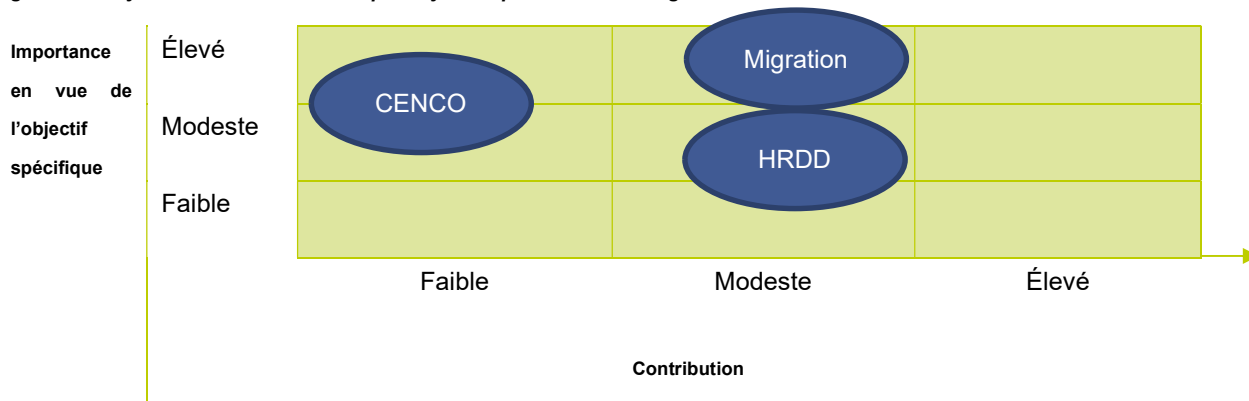 Importance
en vue de
l'objectif
spécifique
Élevé
Modeste
Faible
Migration
CENCO
HRDD
Faible Modeste Élevé
Contribution